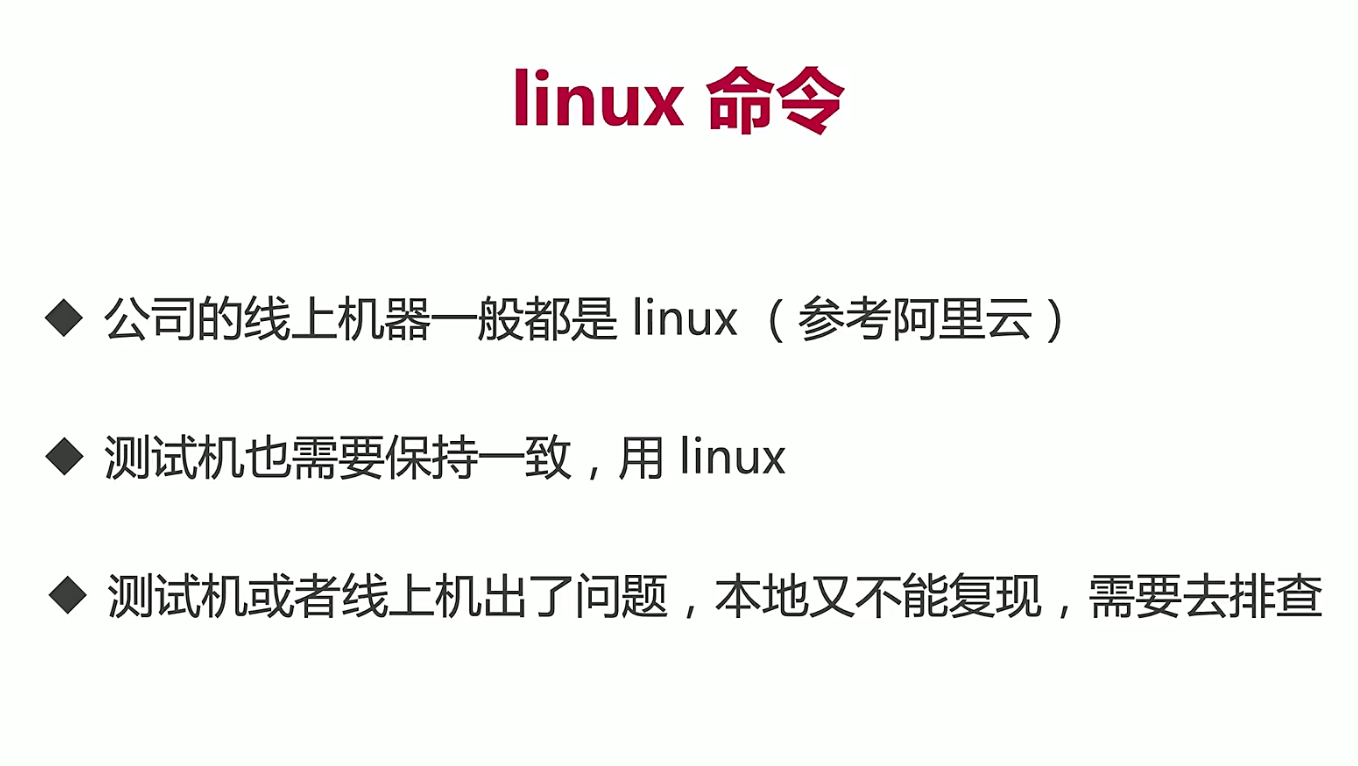 linux 命令
◆ 公司的线上机器一般都是 linux （参考阿里云）
◆ 测试机也需要保持一致，用 linux
◆ 测试机或者线上机出了问题，本地又不能复现，需要去排查